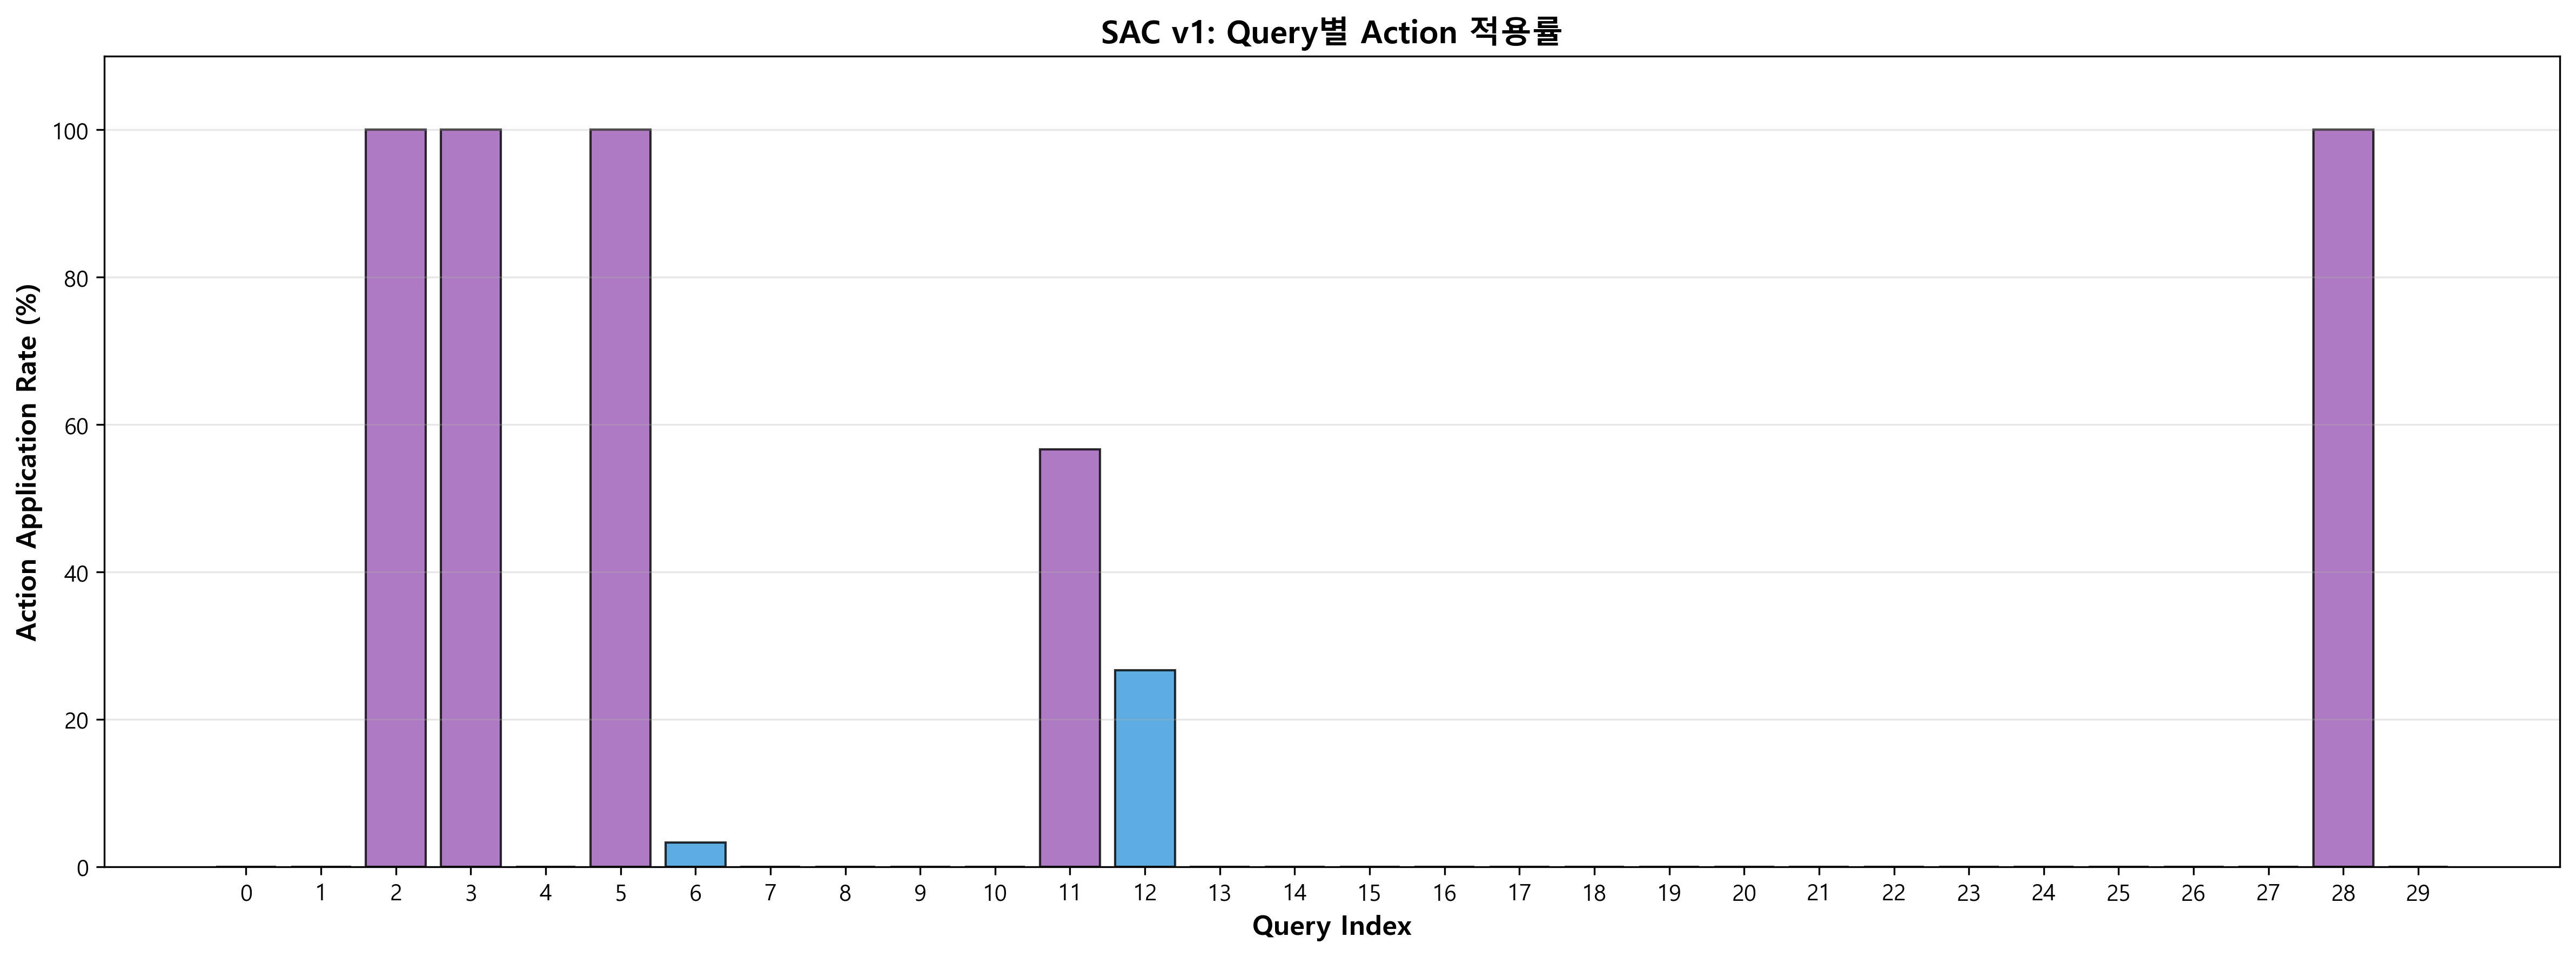 SAC v1: Query별 Action 적용률
Action Application Rate (%)
100
80
60
40
20
0
0 1 2 3 4 5 6 7 8 9 10 11 12 13 14 15 16 17 18 19 20 21 22 23 24 25 26 27 28 29
Query Index